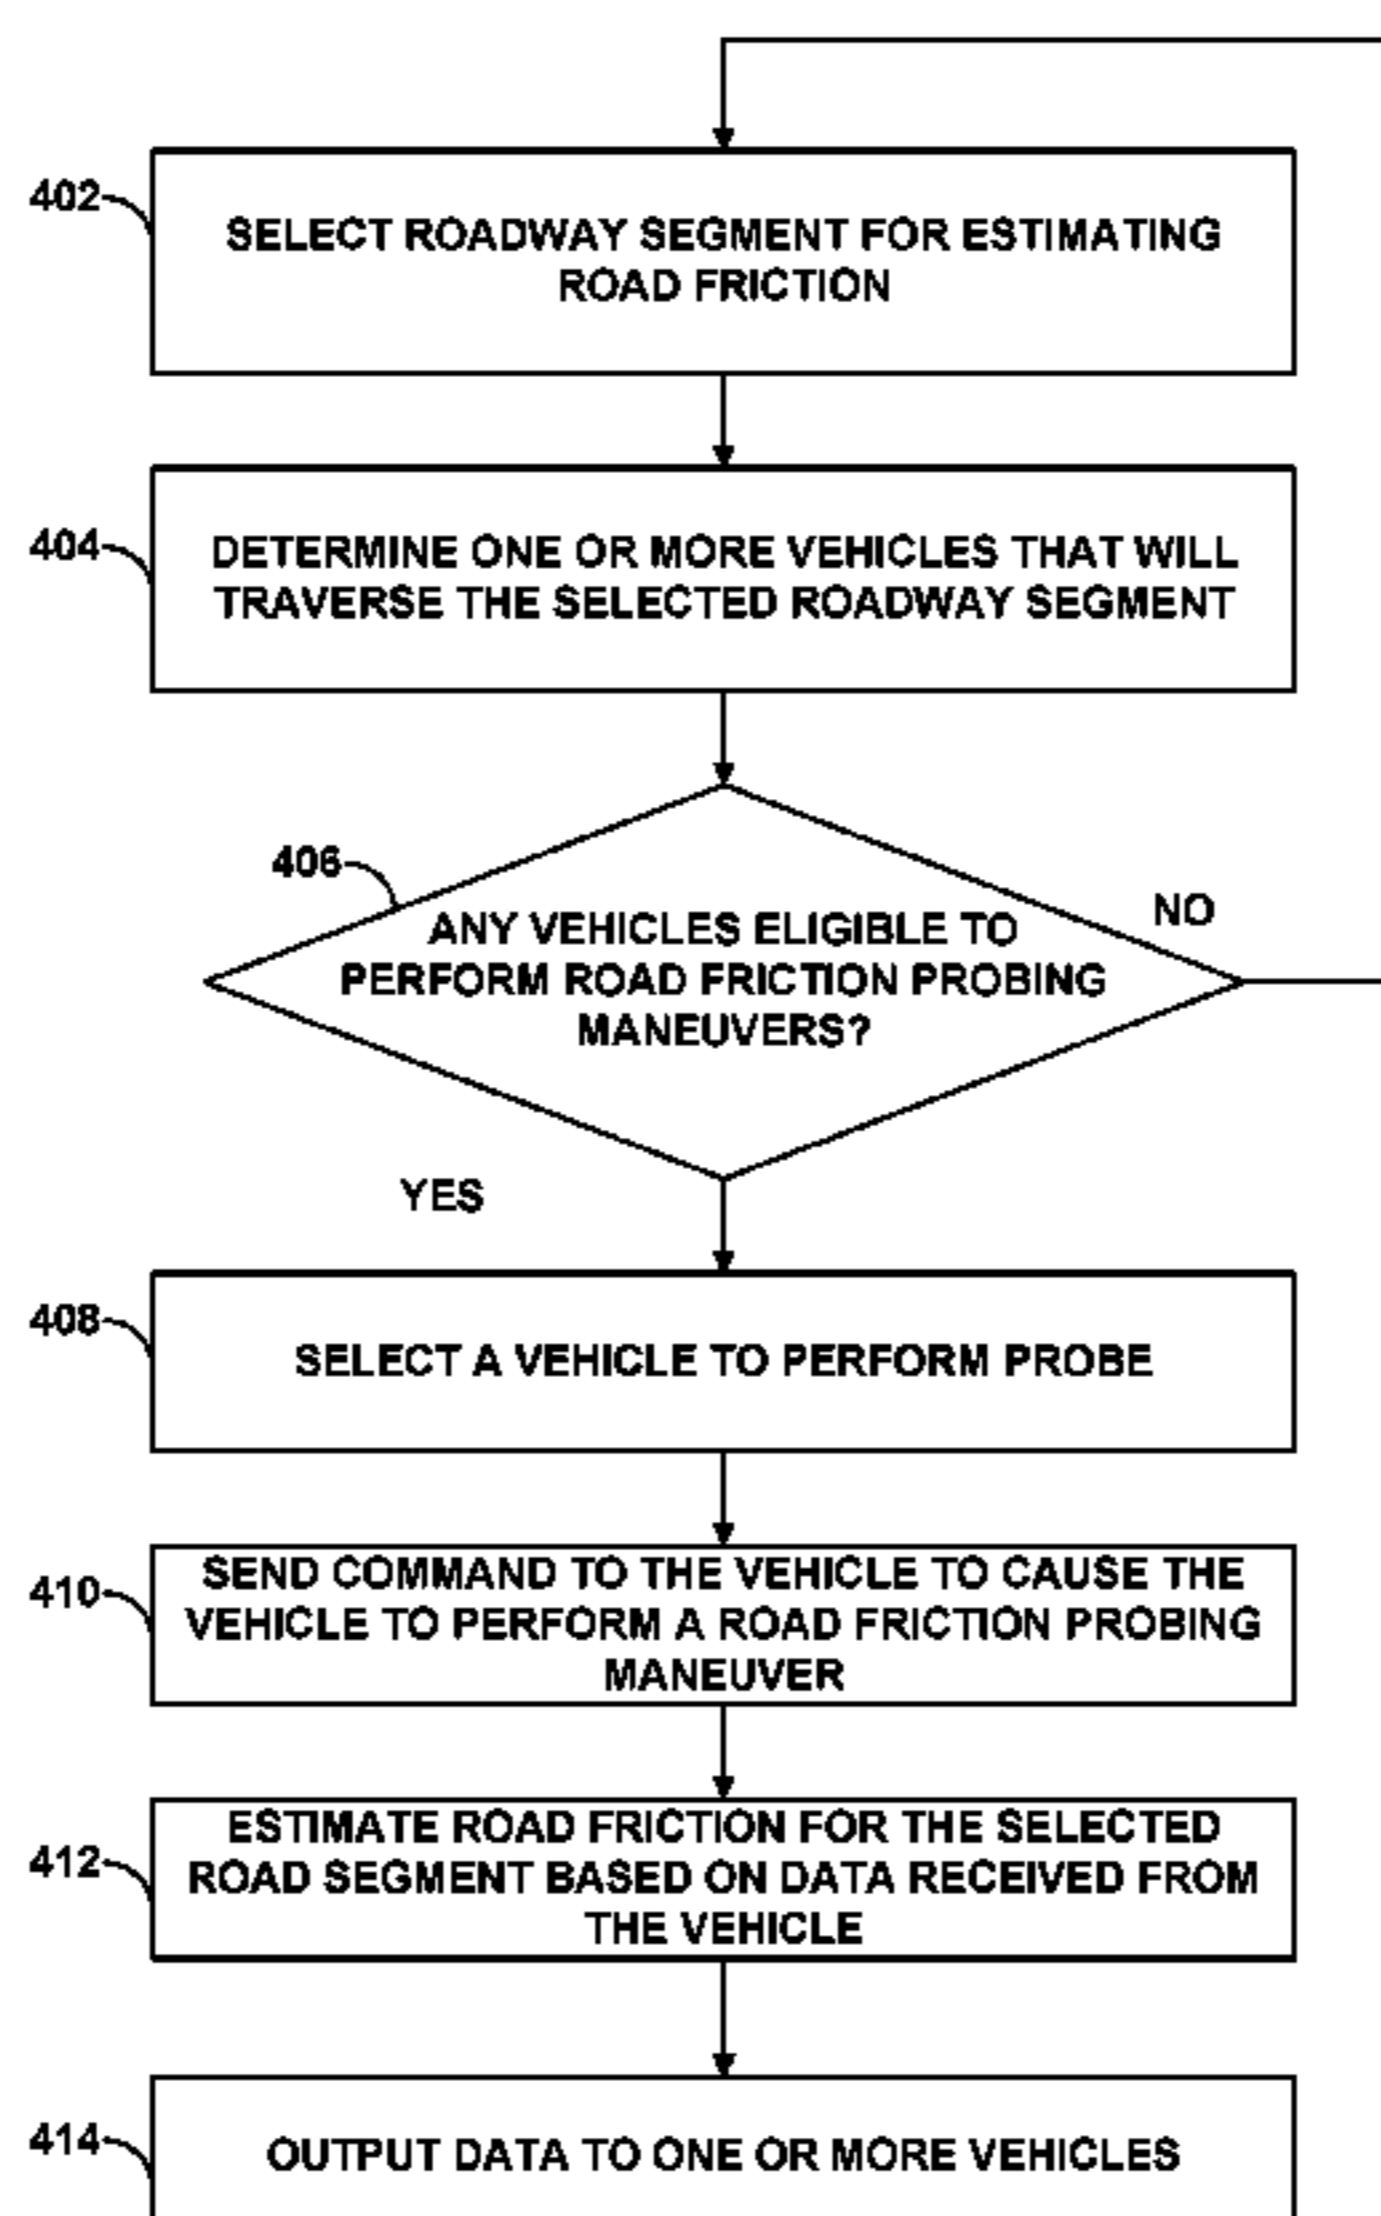 402
SELECT ROADWAY SEGMENT FOR ESTIMATING
ROAD FRICTION
404
DETERMINE ONE OR MORE VEHICLES THAT WILL
TRAVERSE THE SELECTED ROADWAY SEGMENT
406
ANY VEHICLES ELIGIBLE TO
PERFORM ROAD FRICTION PROBING
MANEUVERS?
NO
YES
408
SELECT A VEHICLE TO PERFORM PROBE
410
SEND COMMAND TO THE VEHICLE TO CAUSE THE
VEHICLE TO PERFORM A ROAD FRICTION PROBING
MANEUVER
412
ESTIMATE ROAD FRICTION FOR THE SELECTED
ROAD SEGMENT BASED ON DATA RECEIVED FROM
THE VEHICLE
414
OUTPUT DATA TO ONE OR MORE VEHICLES